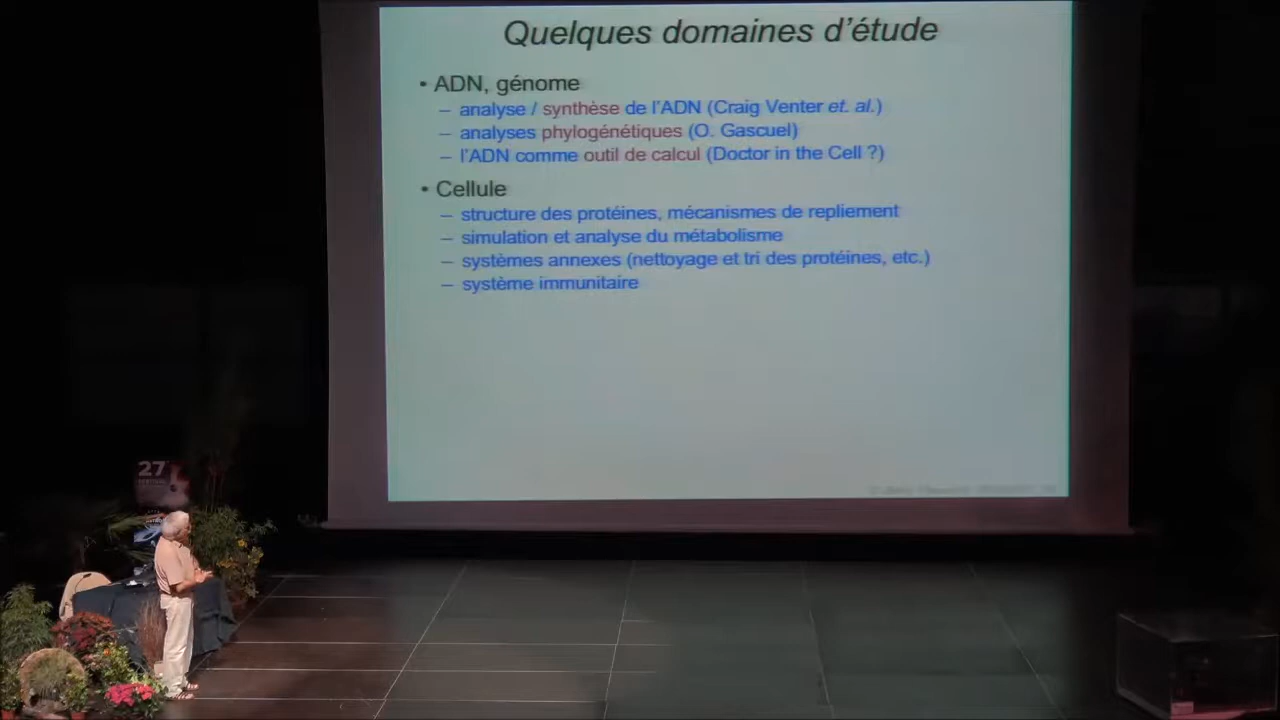 Quelques domaines d'étude
• ADN, génome
– analyse / synthèse de l'ADN (Craig Venter et. al.)
– analyses phylogénétiques (O. Gascuel)
– l'ADN comme outil de calcul (Doctor in the Cell ?)
• Cellule
– structure des protéines, mécanismes de repliement
– simulation et analyse du métabolisme
– systèmes annexes (nettoyage et tri des protéines, etc.)
– système immunitaire
27